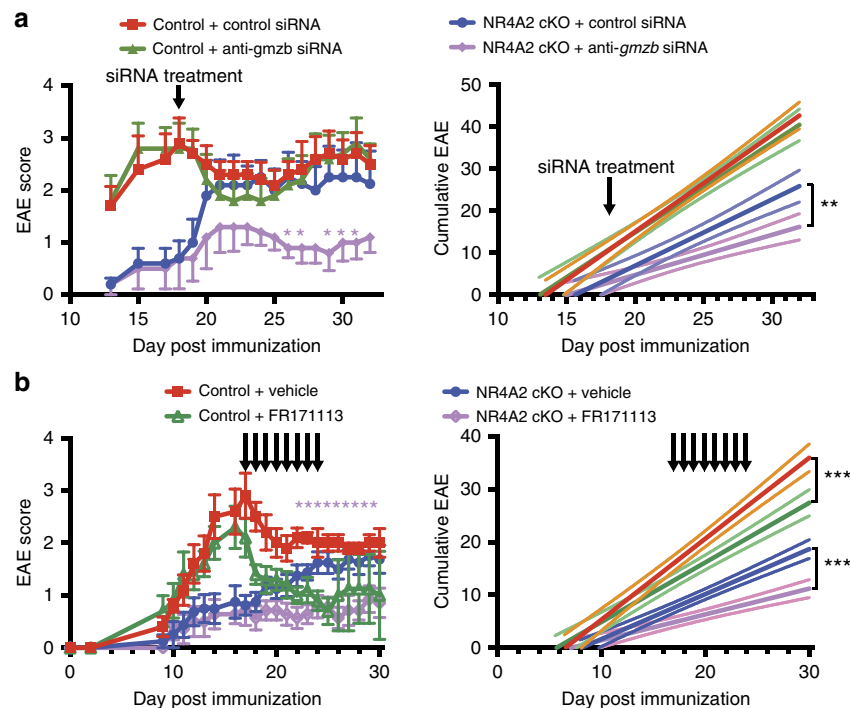 a
Control + control siRNA
Control + anti-gmzb siRNA
NR4A2 cKO + control siRNA
NR4A2 cKO + anti-gmzb siRNA
siRNA treatment
EAE score
4
3
2
1
0
* * * * *
10 15 20 25 30
Day post immunization
siRNA treatment
Cumulative EAE
50
40
30
20
10
0
**
10 15 20 25 30
Day post immunization
b
Control + vehicle
Control + FR171113
NR4A2 cKO + vehicle
NR4A2 cKO + FR171113
EAE score
4
3
2
1
0
********
0 10 20 30
Day post immunization
Cumulative EAE
40
30
20
10
0
***
***
0 10 20 30
Day post immunization